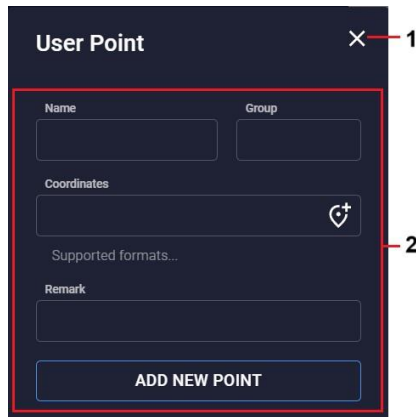 User Point
1
Name Group
Coordinates
2
Supported formats...
Remark
ADD NEW POINT